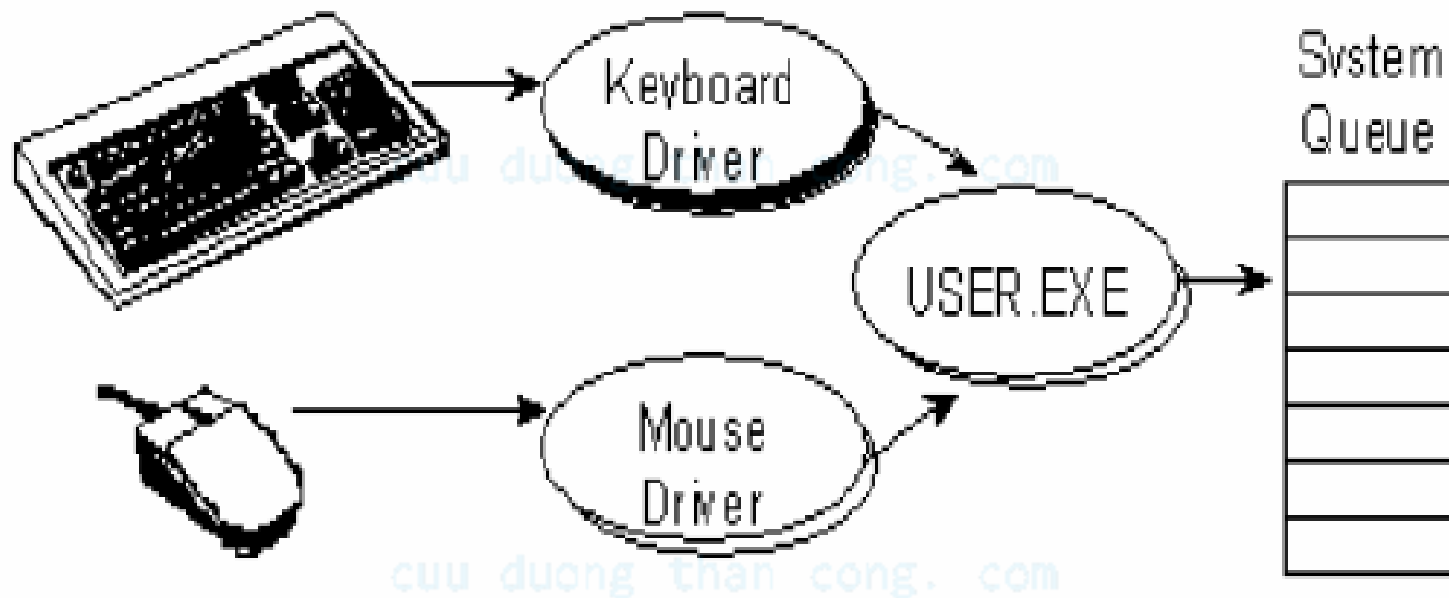 Keyboard
Driver
System
Queue
cuu duong than cong. com
USER.EXE
Mouse
Driver
cuu duong than cong. com